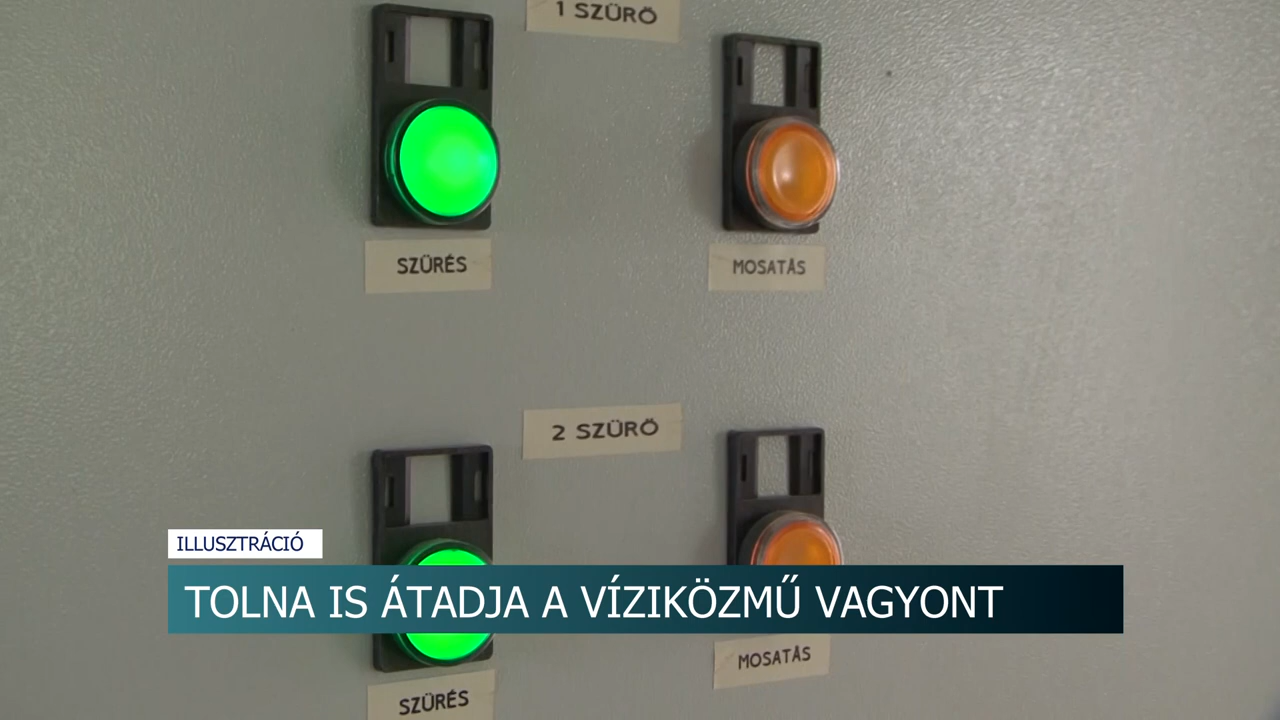 1 SZÜRŐ
SZÜRÉS
MOSATÁS
2 SZÜRŐ
ILLUSZTRÁCIÓ
TOLNA IS ÁTADJA A VÍZIKÖZMŰ VAGYONT
MOSATÁS
SZÜRÉS